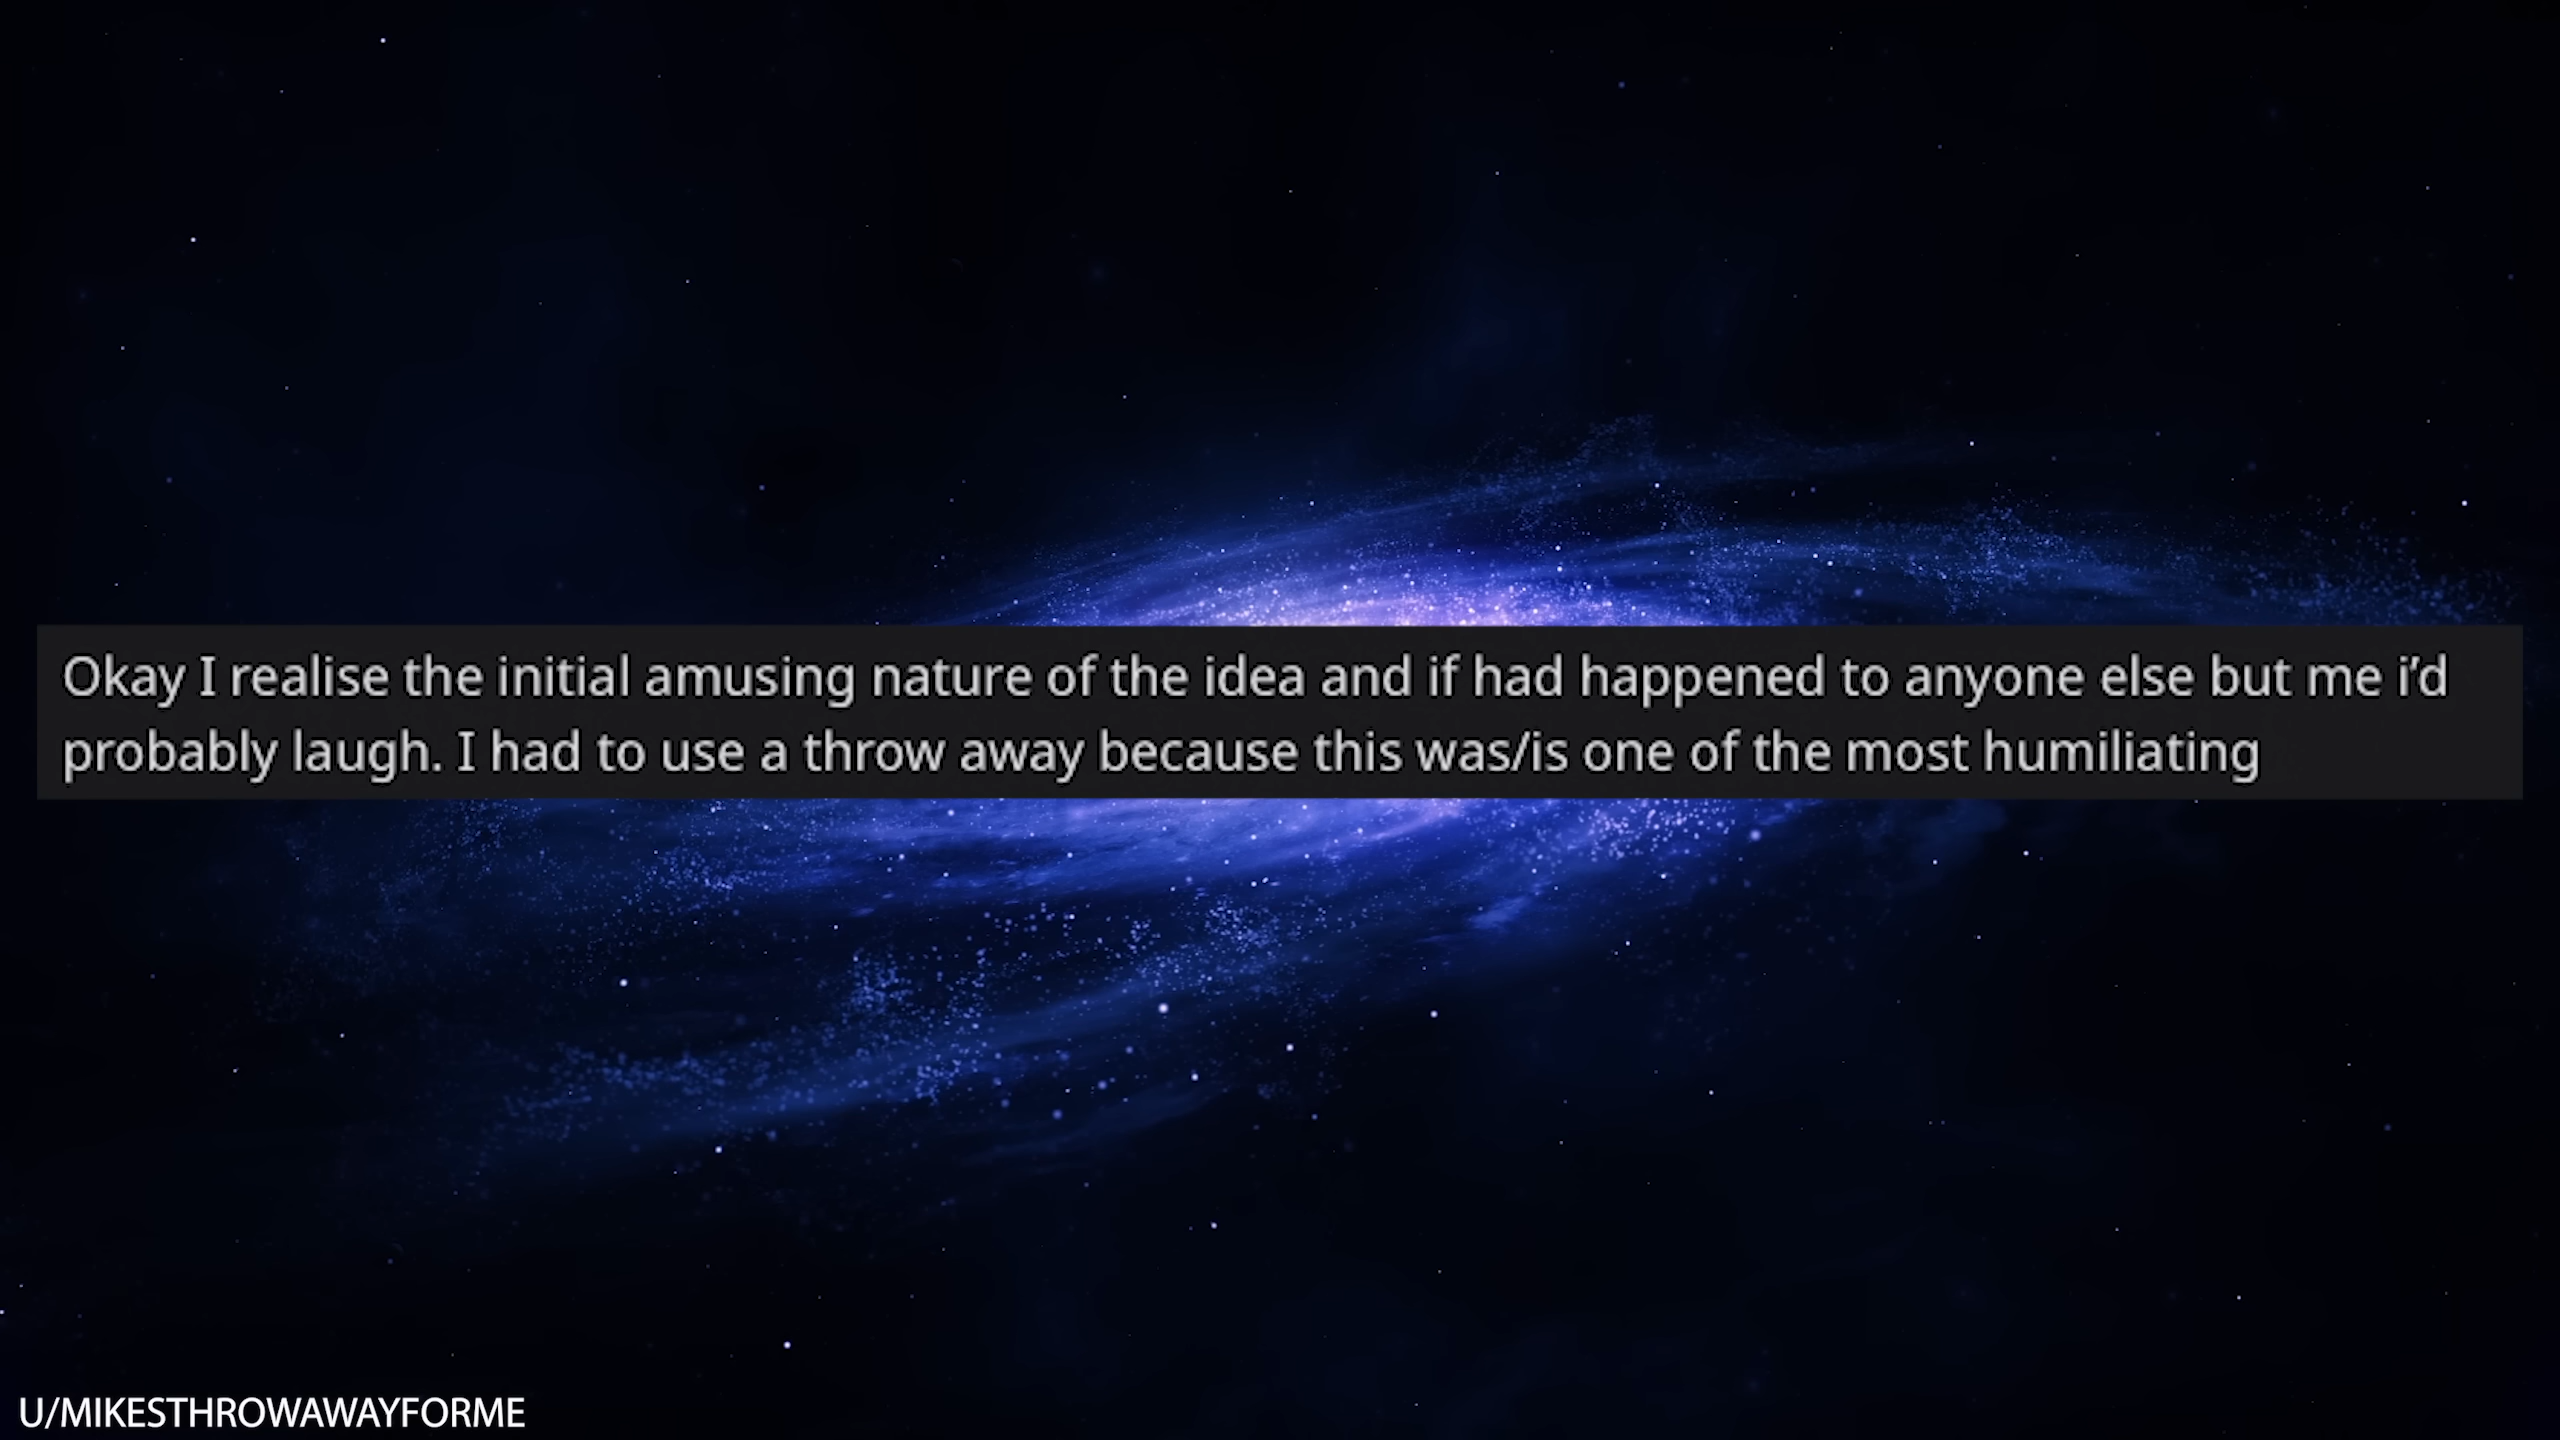 Okay I realise the initial amusing nature of the idea and if had happened to anyone else but me i’d
probably laugh. I had to use a throw away because this was/is one of the most humiliating
U/MIKESTHROWAWAYFORME